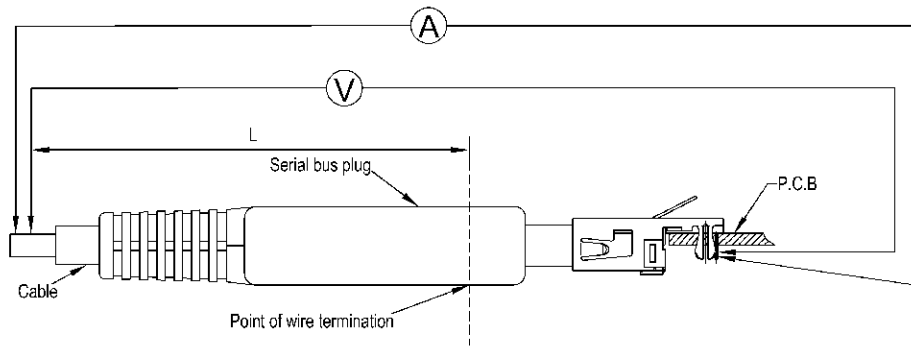 A
V
L
Serial bus plug
P.C.B
Cable
Point of wire termination